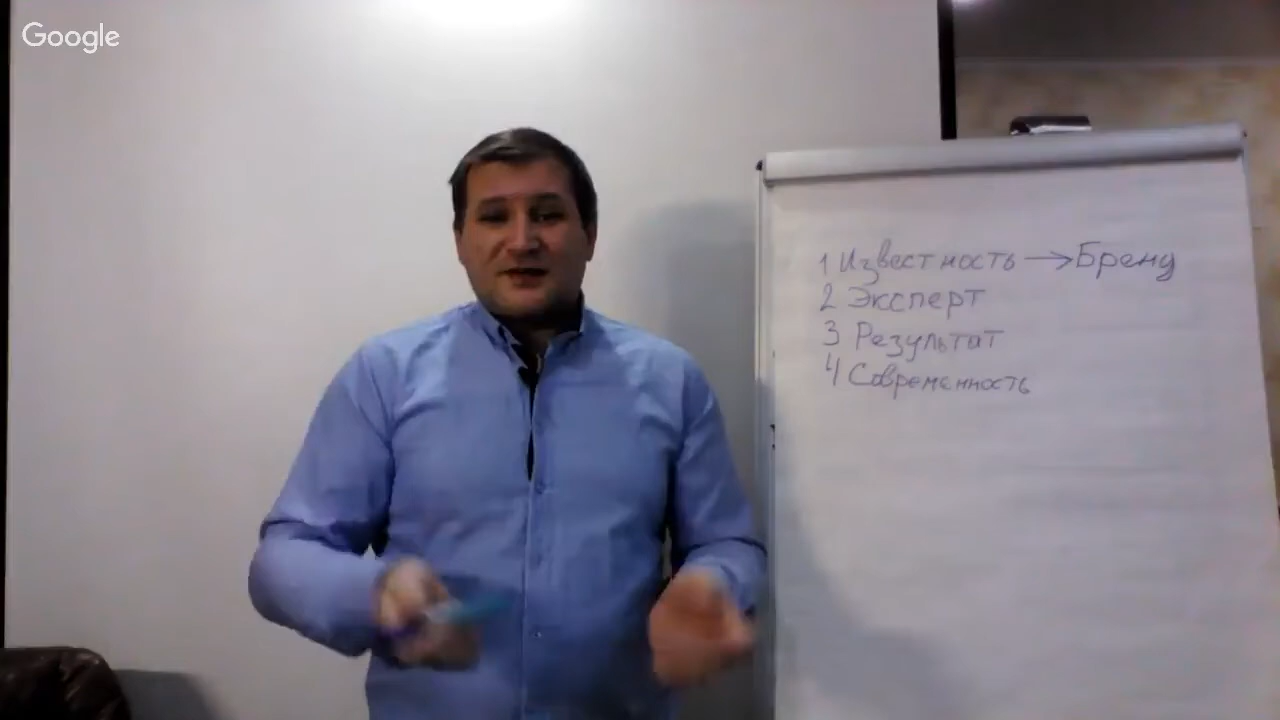 Google
1 Известность → Бренд
2 Эксперт
3 Результат
4 Современность